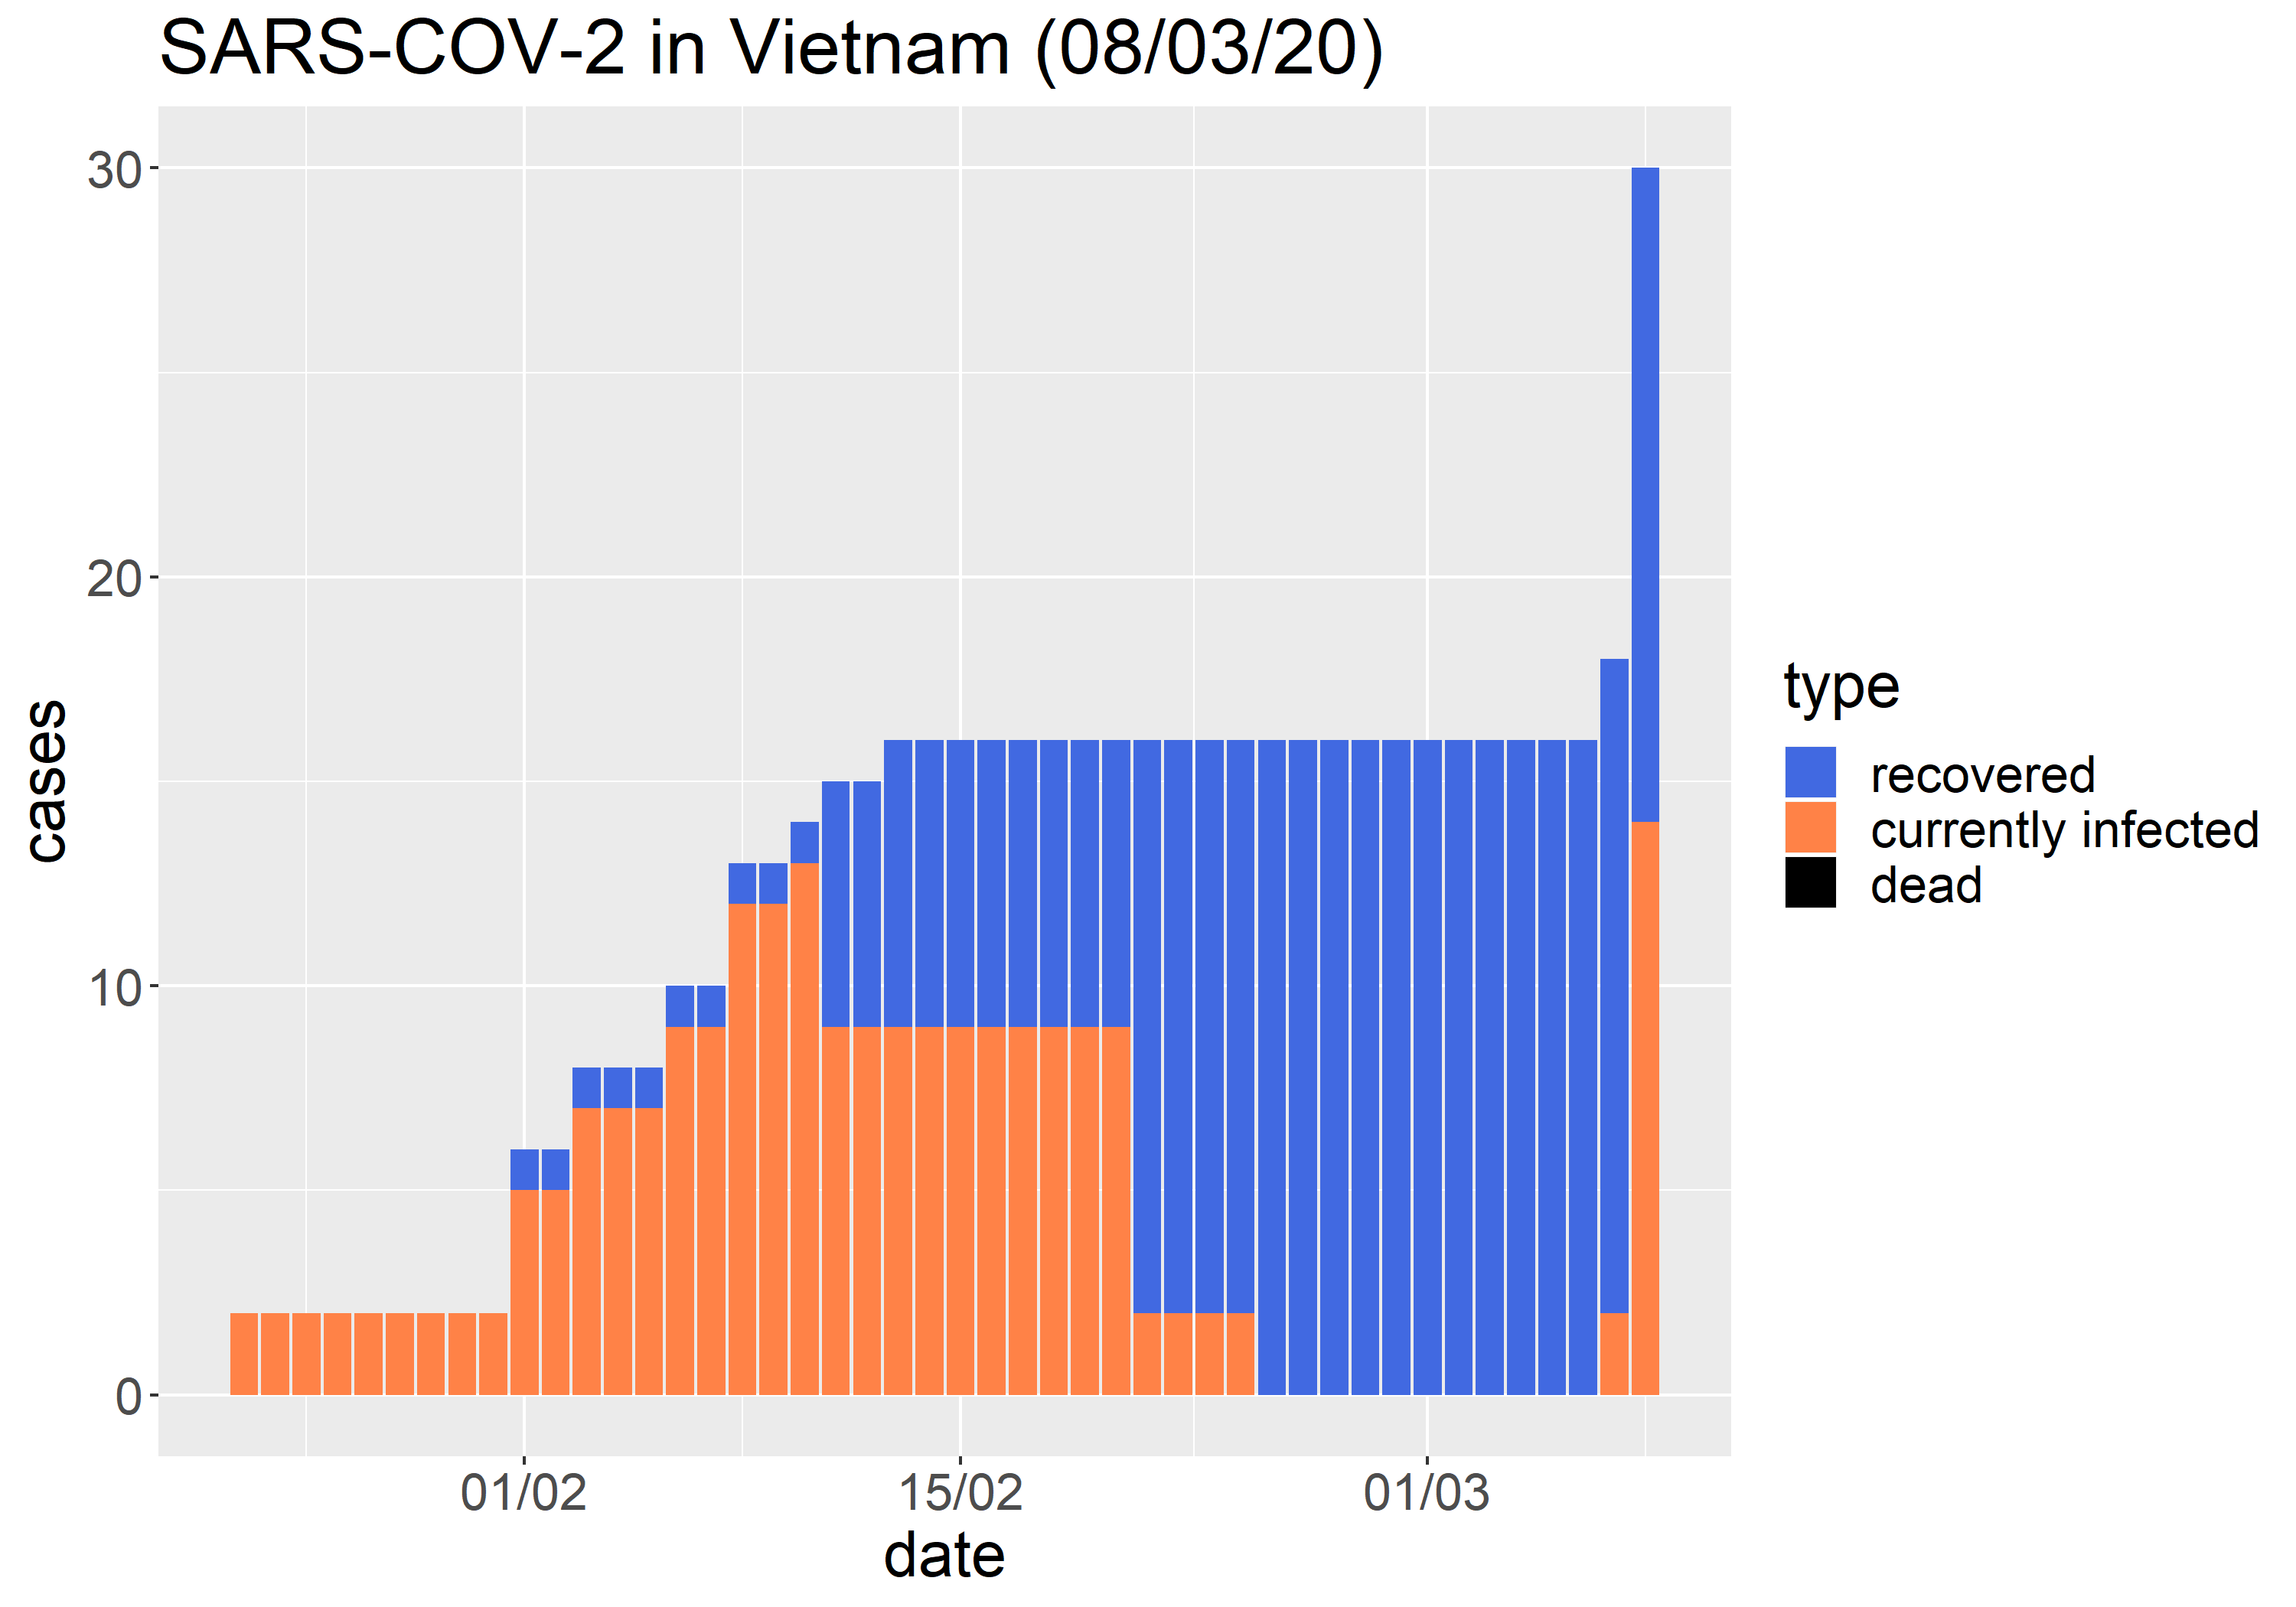 SARS-COV-2 in Vietnam (08/03/20)
30
20
10
0
cases
01/02
15/02
01/03
date
type
recovered
currently infected
dead